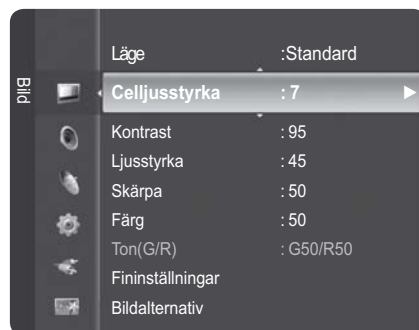 Bild
Läge :Standard
Celljusstyrka : 7
Kontrast : 95
Ljusstyrka : 45
Skärpa : 50
Färg : 50
Ton(G/R) : G50/R50
Fininställningar
Bildalternativ